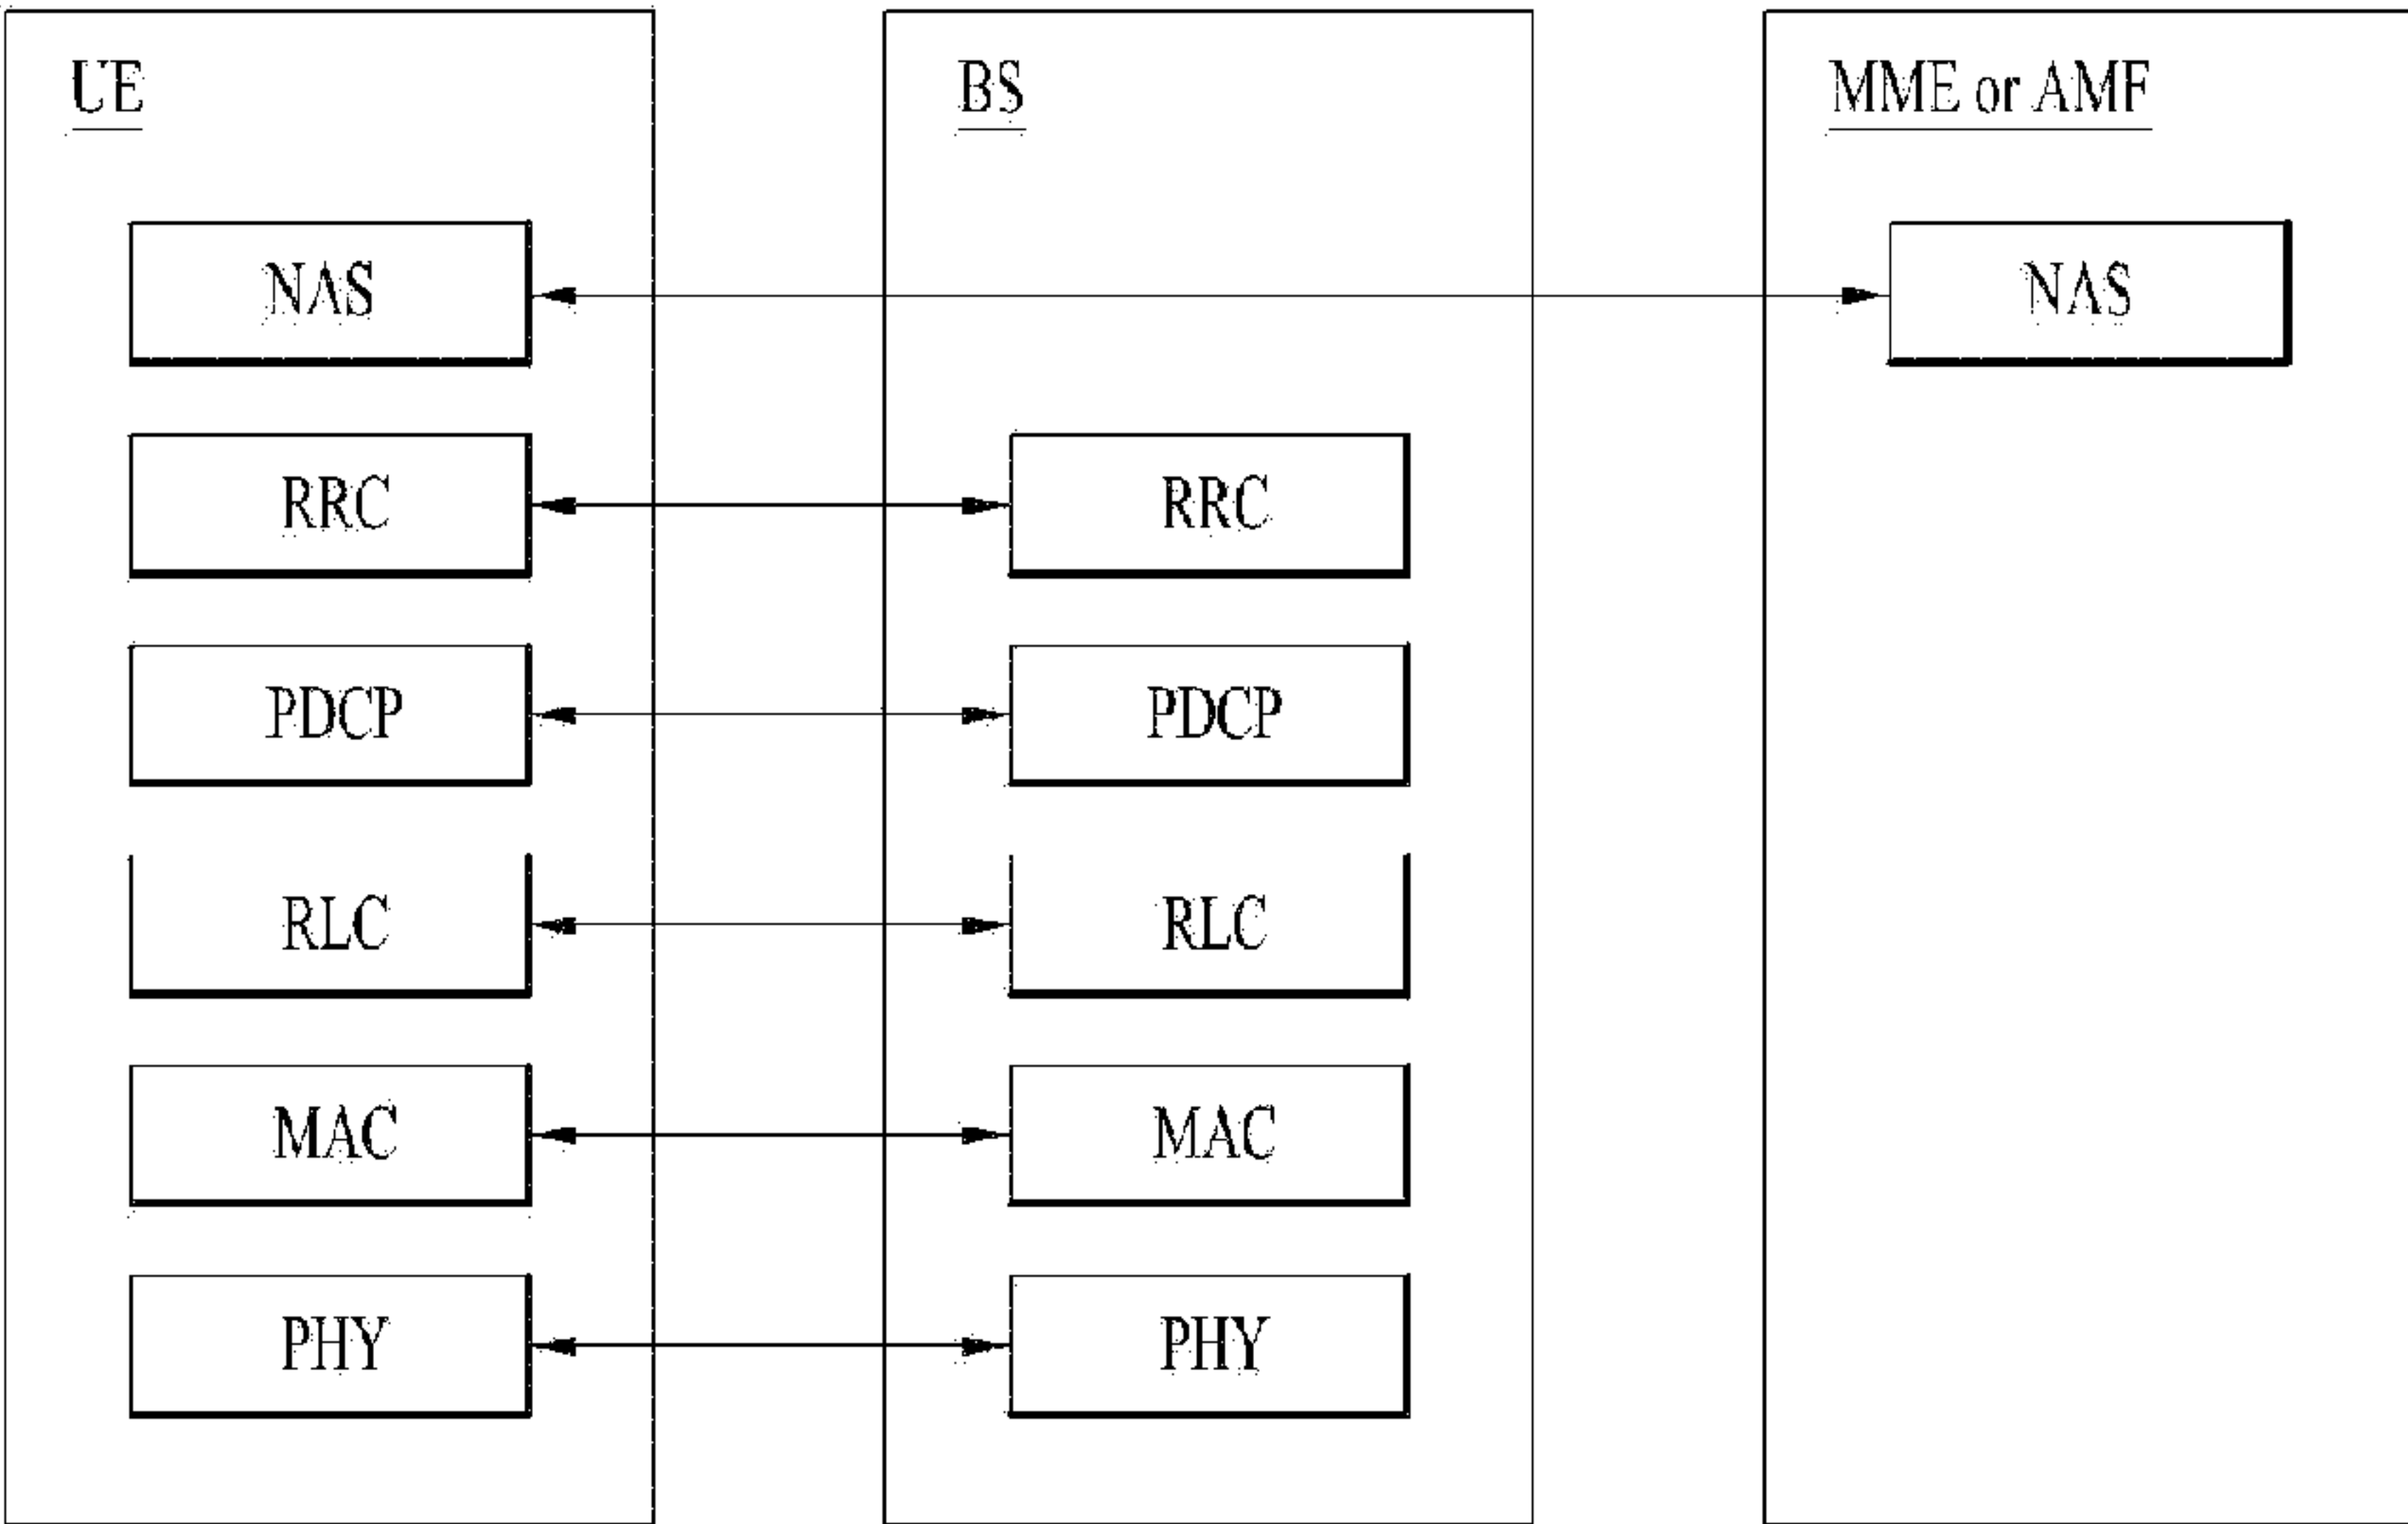 UE
BS
MME or AMF
NAS
NAS
RRC
RRC
PDCP
PDCP
RLC
RLC
MAC
MAC
PHY
PHY